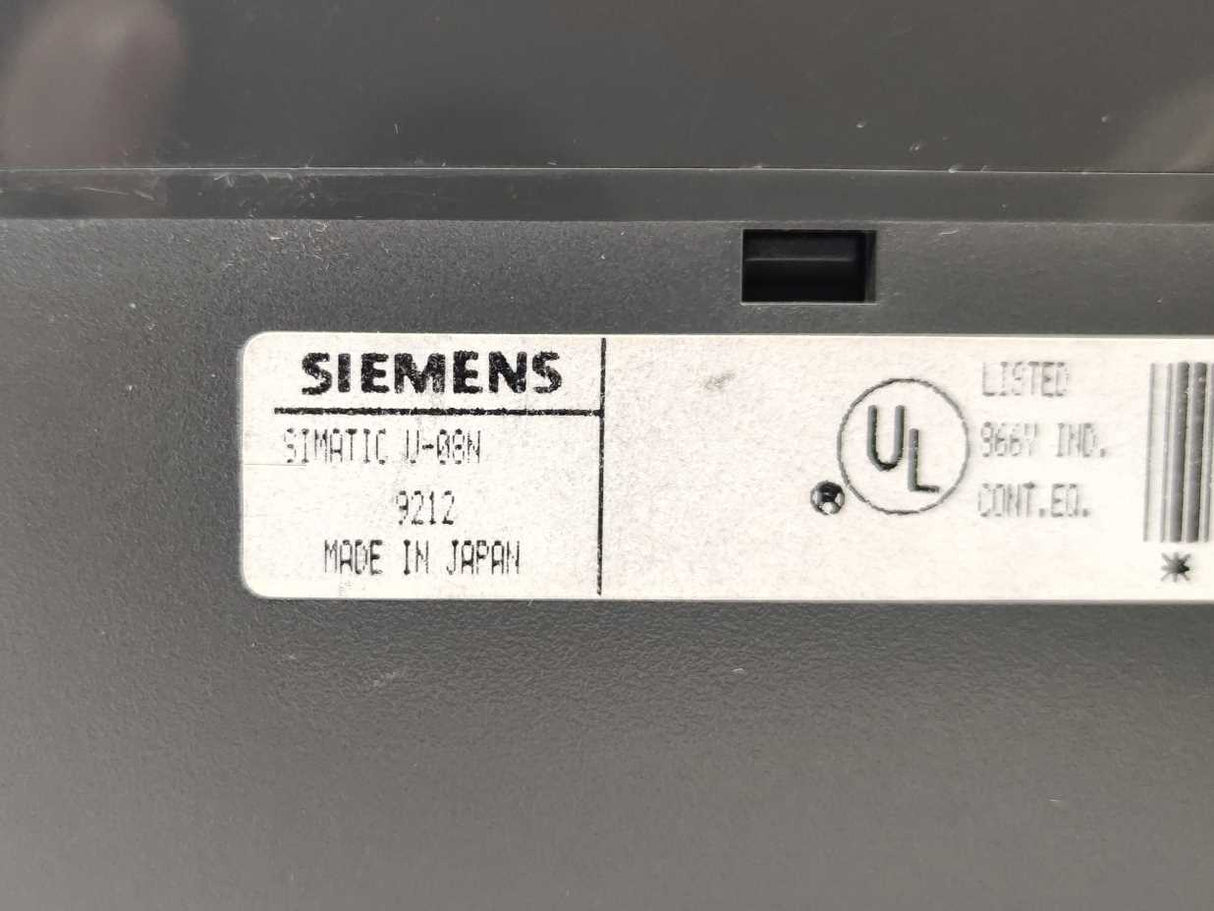 SIEMENS
SIMATIC U-08N
9212
MADE IN JAPAN
UL
LISTED
966Y IND.
CONT.EQ.
*